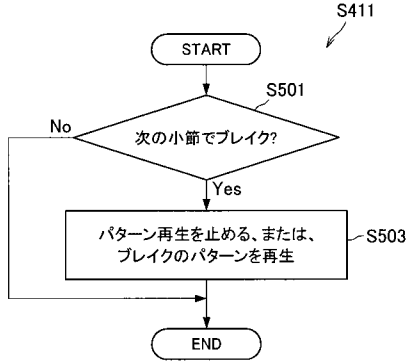 S411
START
S501
次の小節でブレイク?
No
Yes
パターン再生を止める、または、
ブレイクのパターンを再生
S503
END